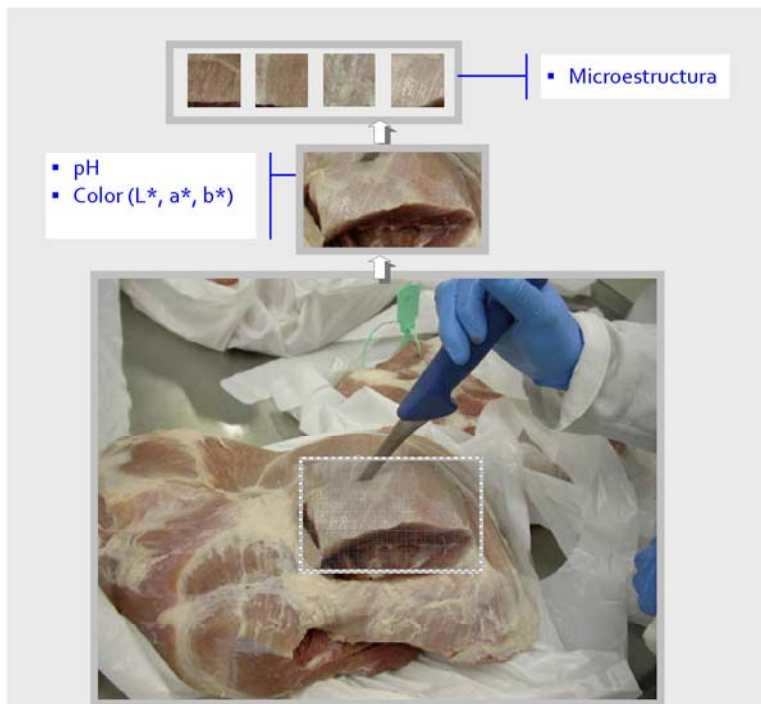 ▪ Microestructura
▪ pH
▪ Color (L*, a*, b*)